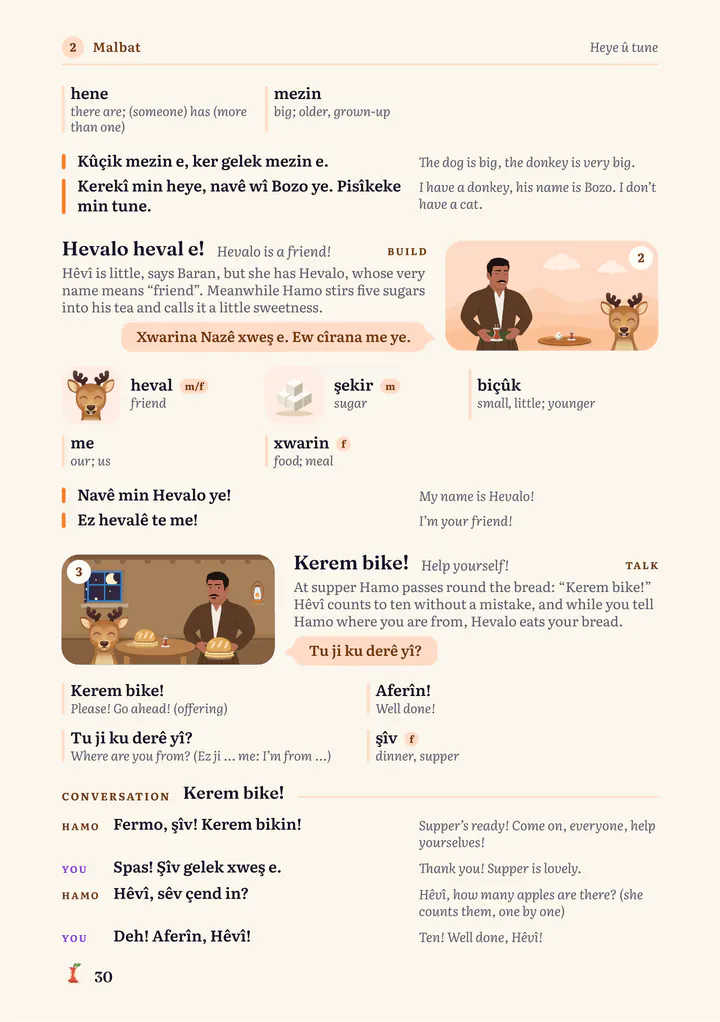 2 Malbat
Heye û tune
hene
there are; (someone) has (more
than one)
mezin
big; older, grown-up
Kûçik mezin e, ker gelek mezin e.
The dog is big, the donkey is very big.
Kerekî min heye, navê wî Bozo ye. Pisîkeke
min tune.
I have a donkey, his name is Bozo. I don't
have a cat.
Hevalo heval e! Hevalo is a friend!
BUILD
Hêvî is little, says Baran, but she has Hevalo, whose very
name means “friend”. Meanwhile Hamo stirs five sugars
into his tea and calls it a little sweetness.
Xwarina Nazê xweş e. Ew cîrana me ye.
2
heval m/f
friend
şekir m
sugar
biçûk
small, little; younger
me
our; us
xwarin f
food; meal
Navê min Hevalo ye!
My name is Hevalo!
Ez hevalê te me!
I'm your friend!
3
Kerem bike! Help yourself!
TALK
At supper Hamo passes round the bread: “Kerem bike!”
Hêvî counts to ten without a mistake, and while you tell
Hamo where you are from, Hevalo eats your bread.
Tu ji ku derê yî?
Kerem bike!
Please! Go ahead! (offering)
Aferîn!
Well done!
Tu ji ku derê yî?
Where are you from? (Ez ji … me: I'm from …)
şîv f
dinner, supper
CONVERSATION Kerem bike!
HAMO Fermo, şîv! Kerem bikin!
Supper's ready! Come on, everyone, help
yourselves!
YOU Spas! Şîv gelek xweş e.
Thank you! Supper is lovely.
HAMO Hêvî, sêv çend in?
Hêvî, how many apples are there? (she
counts them, one by one)
YOU Deh! Aferîn, Hêvî!
Ten! Well done, Hêvî!
30